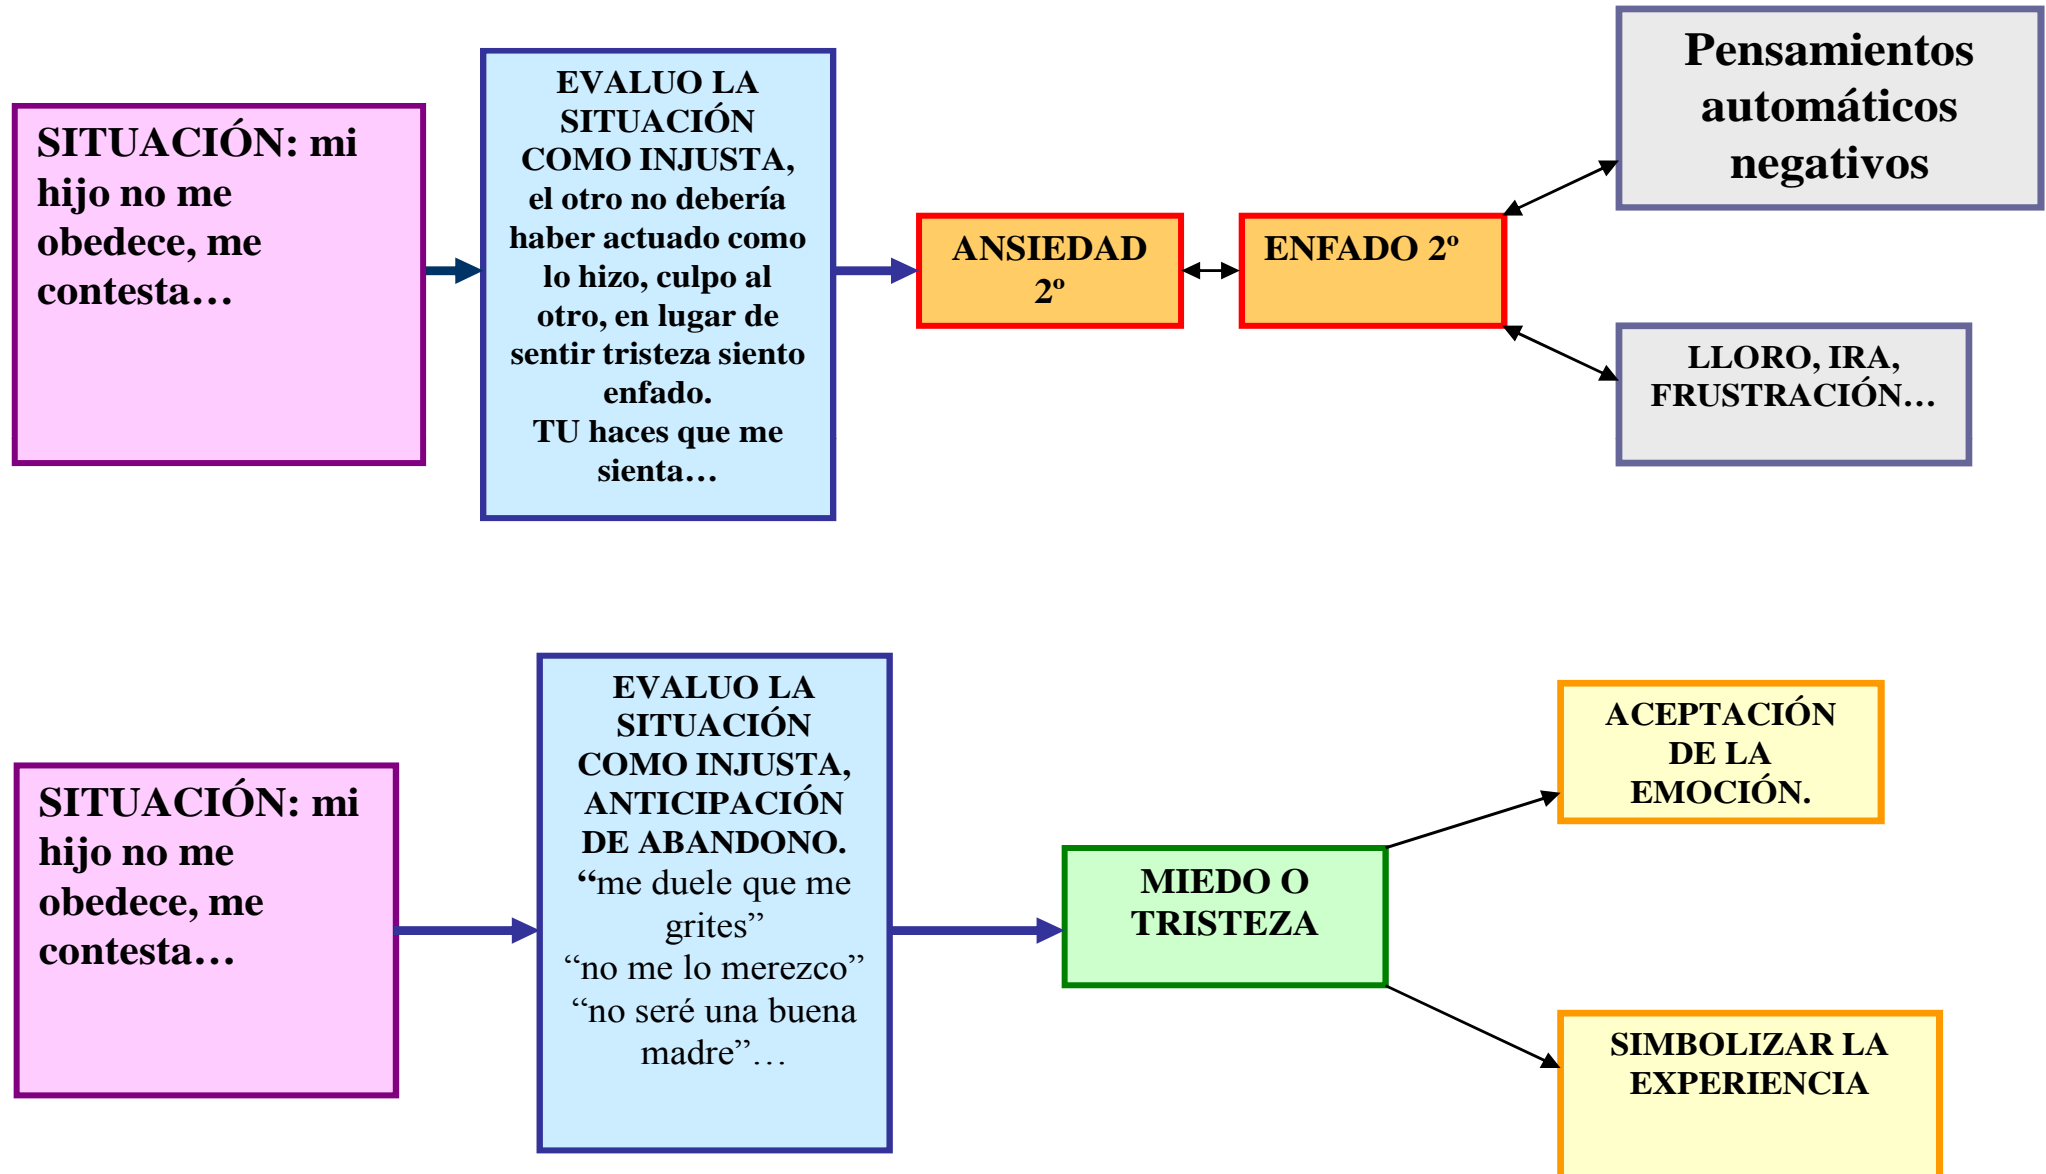 SITUACIÓN: mi
hijo no me
obedece, me
contesta…
EVALUO LA
SITUACIÓN
COMO INJUSTA,
el otro no debería
haber actuado como
lo hizo, culpo al
otro, en lugar de
sentir tristeza siento
enfado.
TU haces que me
sienta…
ANSIEDAD
2º
ENFADO 2º
Pensamientos
automáticos
negativos
LLORO, IRA,
FRUSTRACIÓN…
SITUACIÓN: mi
hijo no me
obedece, me
contesta…
EVALUO LA
SITUACIÓN
COMO INJUSTA,
ANTICIPACIÓN
DE ABANDONO.
“me duele que me
grites”
“no me lo merezco”
“no seré una buena
madre”…
MIEDO O
TRISTEZA
ACEPTACIÓN
DE LA
EMOCIÓN.
SIMBOLIZAR LA
EXPERIENCIA